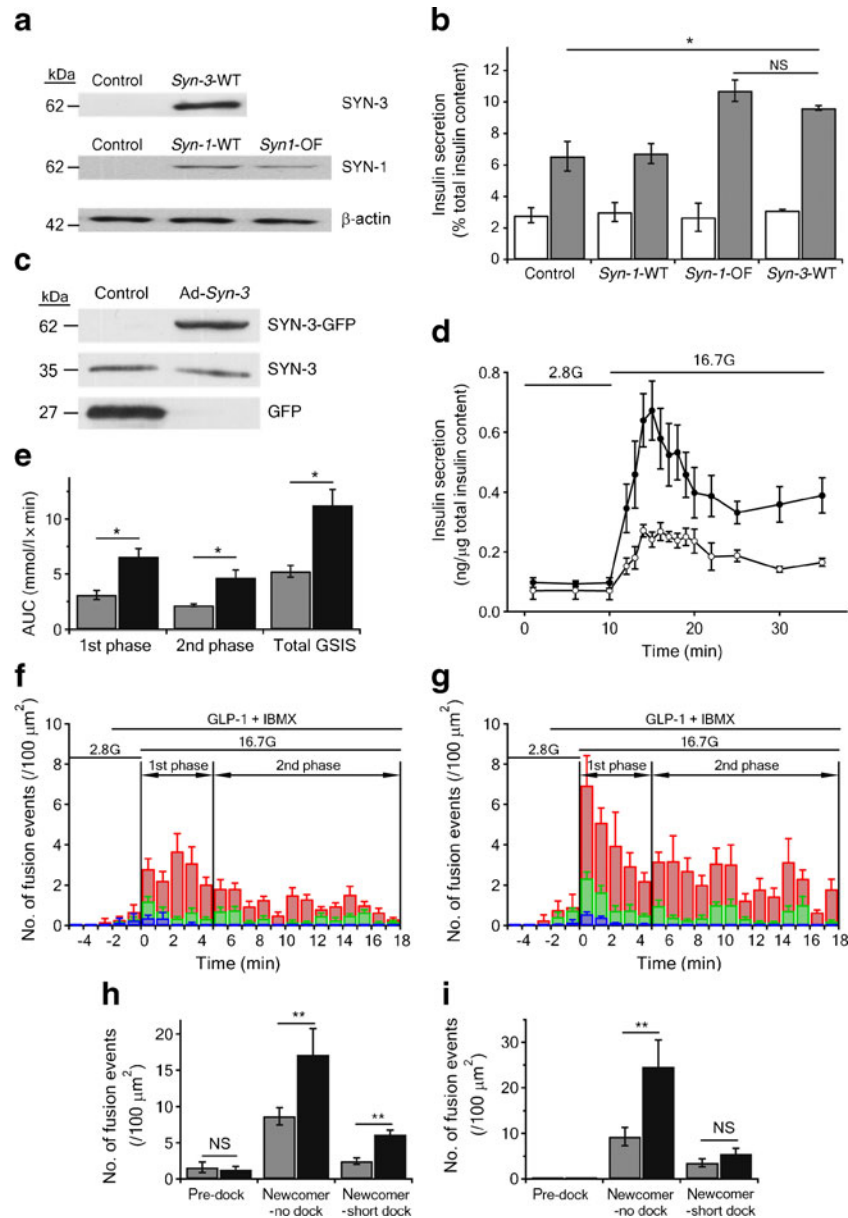 a
kDa Control Syn-3-WT
62 SYN-3
Control Syn-1-WT Syn1-OF
62 SYN-1
42 β-actin
b
*
NS
12
10
8
6
4
2
0
Insulin secretion
(% total insulin content)
Control Syn-1-WT Syn-1-OF Syn-3-WT
c
kDa Control Ad-Syn-3
62 SYN-3-GFP
35 SYN-3
27 GFP
d
16.7G
2.8G
0.8
0.6
0.4
0.2
0.0
Insulin secretion
(ng/μg total insulin content)
0 10 20 30
Time (min)
e
* * *
10
5
0
AUC (mmol/l × min)
1st phase 2nd phase Total GSIS
f
GLP-1 + IBMX
2.8G 16.7G
1st phase 2nd phase
10
8
6
4
2
0
No. of fusion events (/100 μm²)
-4 -2 0 2 4 6 8 10 12 14 16 18
Time (min)
g
GLP-1 + IBMX
2.8G 16.7G
1st phase 2nd phase
10
8
6
4
2
0
No. of fusion events (/100 μm²)
-4 -2 0 2 4 6 8 10 12 14 16 18
Time (min)
h
NS ** **
20
15
10
5
0
No. of fusion events
(/100 μm²)
Pre-dock Newcomer Newcomer
-no dock -short dock
i
** NS
30
20
10
0
No. of fusion events
(/100 μm²)
Pre-dock Newcomer Newcomer
-no dock -short dock